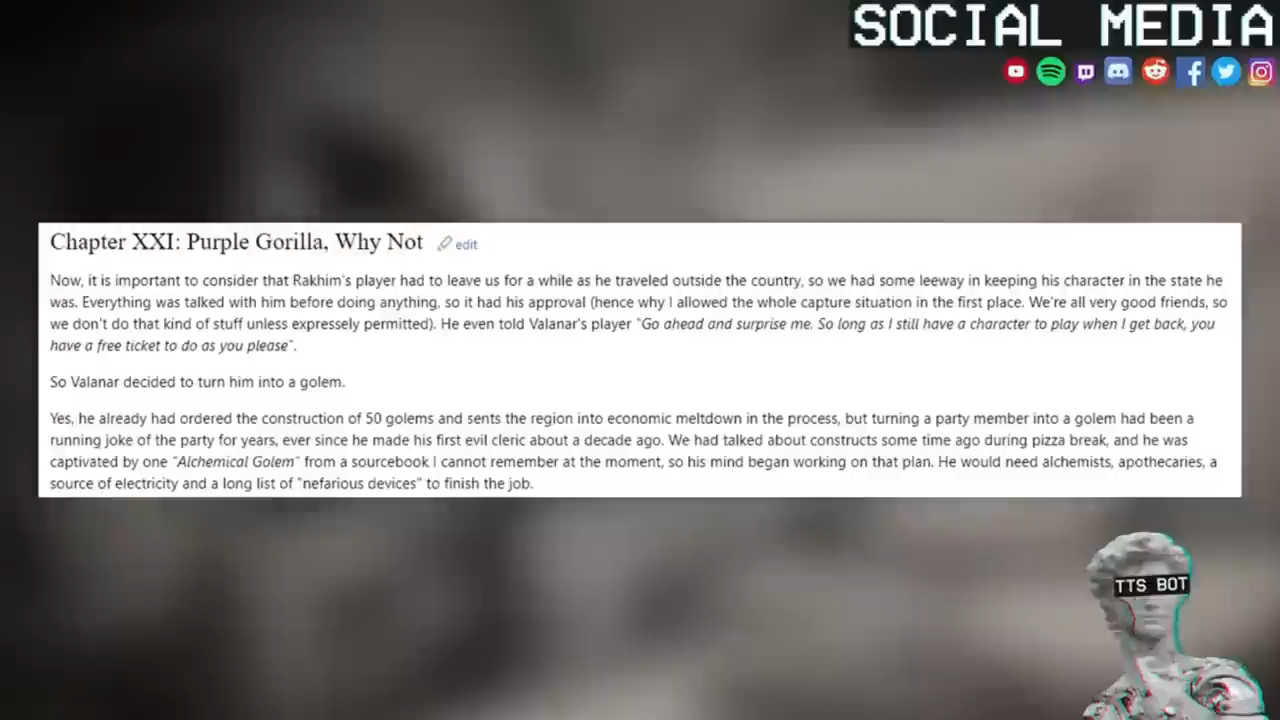 SOCIAL MEDIA
Chapter XXI: Purple Gorilla, Why Not edit
Now, it is important to consider that Rakhim's player had to leave us for a while as he traveled outside the country, so we had some leeway in keeping his character in the state he
was. Everything was talked with him before doing anything, so it had his approval (hence why I allowed the whole capture situation in the first place. We're all very good friends, so
we don't do that kind of stuff unless expressely permitted). He even told Valanar's player "Go ahead and surprise me. So long as I still have a character to play when I get back, you
have a free ticket to do as you please".
So Valanar decided to turn him into a golem.
Yes, he already had ordered the construction of 50 golems and sents the region into economic meltdown in the process, but turning a party member into a golem had been a
running joke of the party for years, ever since he made his first evil cleric about a decade ago. We had talked about constructs some time ago during pizza break, and he was
captivated by one "Alchemical Golem" from a sourcebook I cannot remember at the moment, so his mind began working on that plan. He would need alchemists, apothecaries, a
source of electricity and a long list of "nefarious devices" to finish the job.
TTS BOT